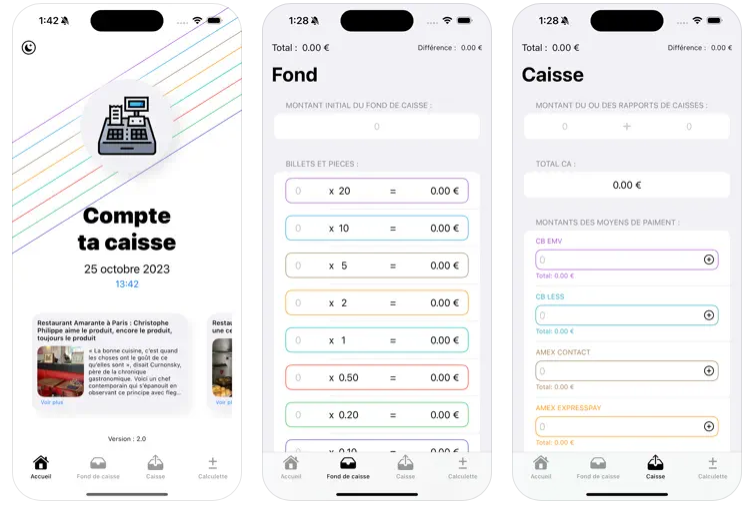 1:42
Compte
ta caisse
25 octobre 2023
13:42
Restaurant Amarante à Paris : Christophe
Philippe aime le produit, encore le produit,
toujours le produit
« La bonne cuisine, c'est quand
les choses ont le goût de ce
qu'elles sont », disait Curnonsky,
père de la chronique
gastronomique. Voici un chef
contemporain qui s'épanouit en
observant ce principe avec fleg...
Voir plus
Restau
une ce
Voir pl
Version : 2.0
Accueil
Fond de caisse
Caisse
Calculette
1:28
Total : 0.00 €
Différence : 0.00 €
Fond
MONTANT INITIAL DU FOND DE CAISSE :
0
BILLETS ET PIECES :
0 x 20 = 0.00 €
0 x 10 = 0.00 €
0 x 5 = 0.00 €
0 x 2 = 0.00 €
0 x 1 = 0.00 €
0 x 0.50 = 0.00 €
0 x 0.20 = 0.00 €
0 x 0.10 = 0.00 €
Accueil
Fond de caisse
Caisse
Calculette
1:28
Total : 0.00 €
Différence : 0.00 €
Caisse
MONTANT DU OU DES RAPPORTS DE CAISSES :
0 + 0
TOTAL CA :
0.00 €
MONTANTS DES MOYENS DE PAIMENT :
CB EMV
0
Total: 0.00 €
CB LESS
0
Total: 0.00 €
AMEX CONTACT
0
Total: 0.00 €
AMEX EXPRESSPAY
0
Total: 0.00 €
Accueil
Fond de caisse
Caisse
Calculette